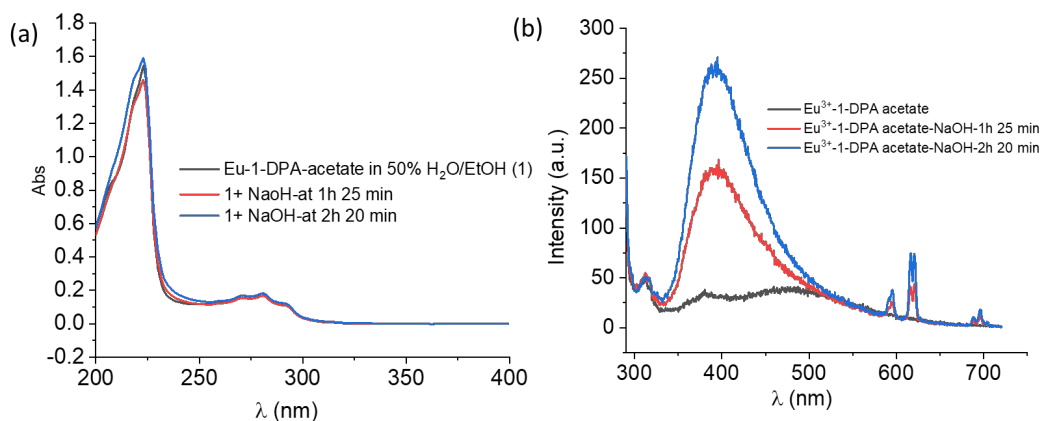 (a)
1.8
1.6
1.4
1.2
1.0
0.8
0.6
0.4
0.2
0.0
-0.2
Abs
200 250 300 350 400
λ (nm)
Eu-1-DPA-acetate in 50% H₂O/EtOH (1)
1+ NaoH-at 1h 25 min
1+ NaOH-at 2h 20 min
(b)
300
250
200
150
100
50
0
Intensity (a.u.)
300 400 500 600 700
λ (nm)
Eu³⁺-1-DPA acetate
Eu³⁺-1-DPA acetate-NaOH-1h 25 min
Eu³⁺-1-DPA acetate-NaOH-2h 20 min